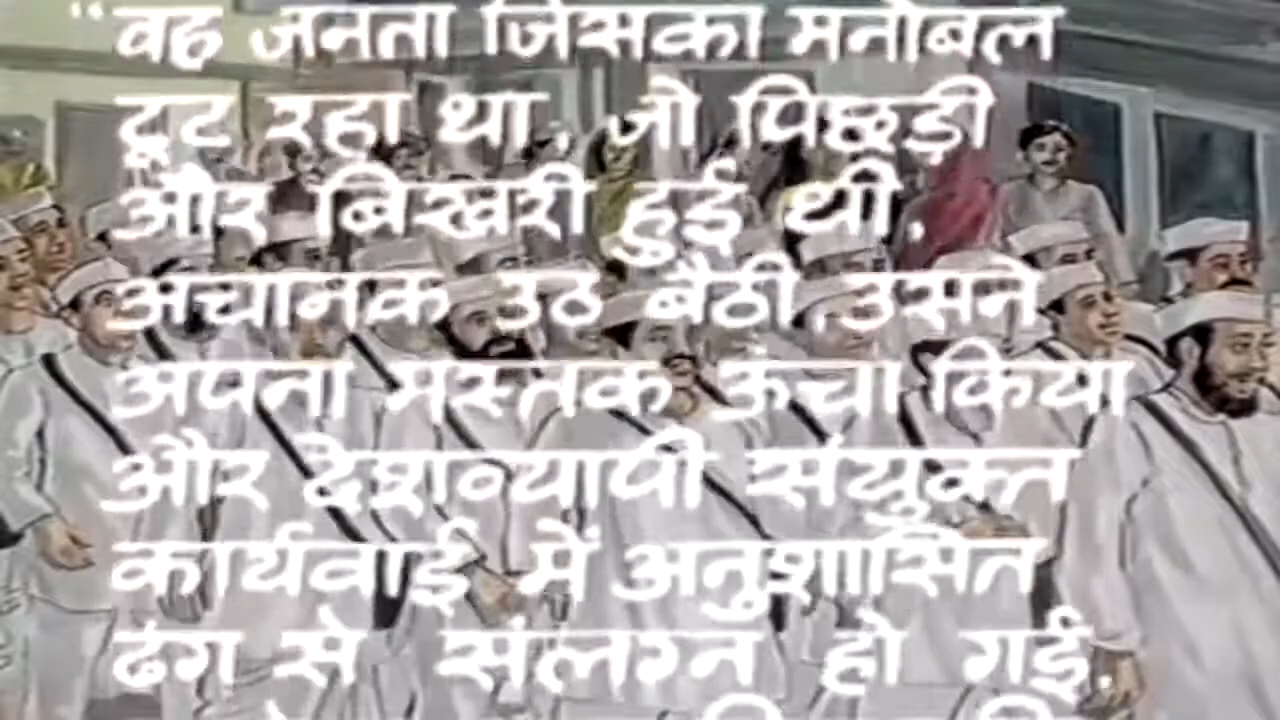 “वह जनता जिसका मनोबल
टूट रहा था, जो पिछड़ी
और बिखरी हुई थी,
अचानक उठ बैठी, उसने
अपना मस्तक ऊंचा किया
और देशव्यापी संयुक्त
कार्यवाई में अनुशासित
ढंग से संलग्न हो गई.